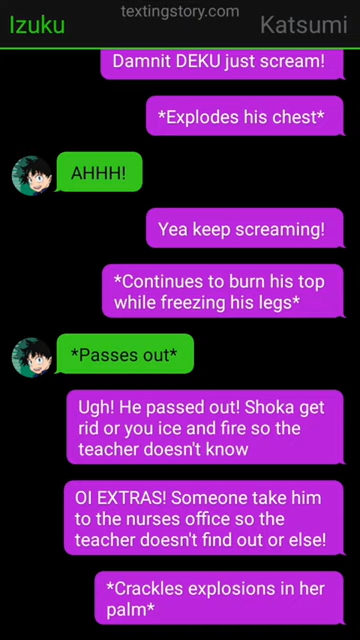 textingstory.com
Izuku
Katsumi
Damnit DEKU just scream!
*Explodes his chest*
AHHH!
Yea keep screaming!
*Continues to burn his top
while freezing his legs*
*Passes out*
Ugh! He passed out! Shoka get
rid or you ice and fire so the
teacher doesn't know
OI EXTRAS! Someone take him
to the nurses office so the
teacher doesn't find out or else!
*Crackles explosions in her
palm*